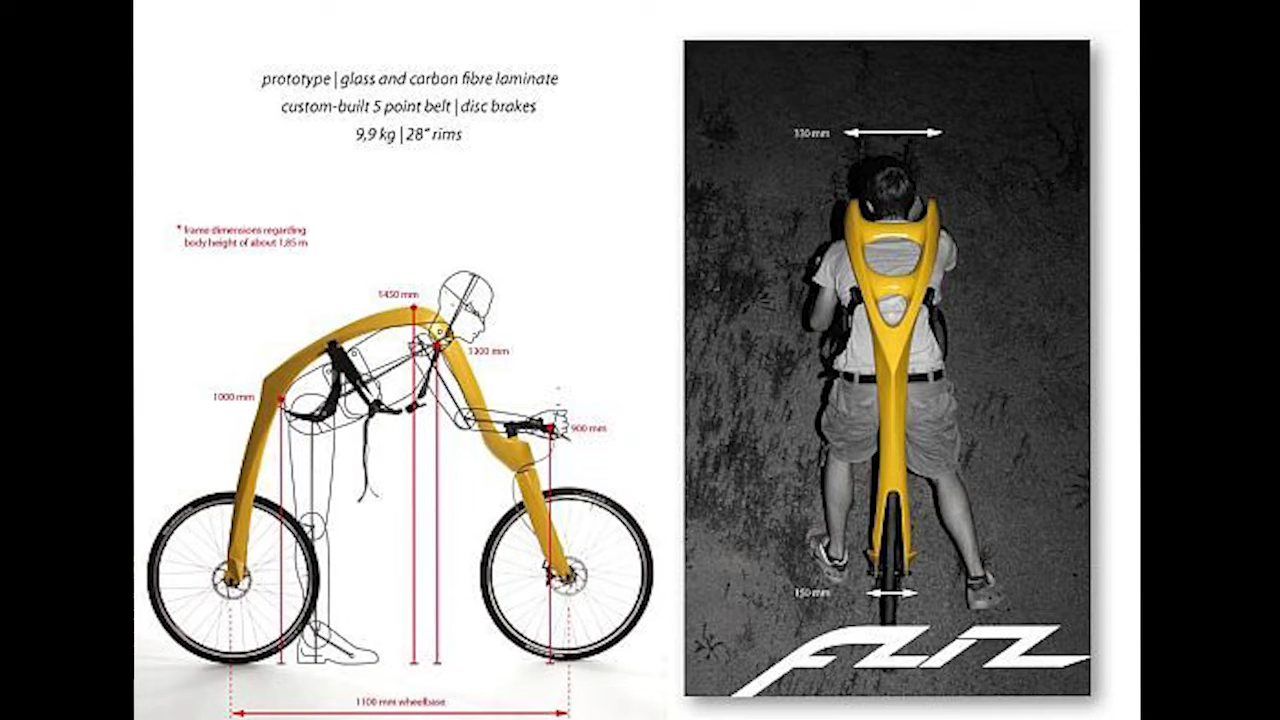 prototype | glass and carbon fibre laminate
custom-built 5 point belt | disc brakes
9,9 kg | 28" rims
* frame dimensions regarding
body height of about 1,85 m
1450 mm
1300 mm
1000 mm
900 mm
1100 mm wheelbase
330 mm
150 mm
FLIZ